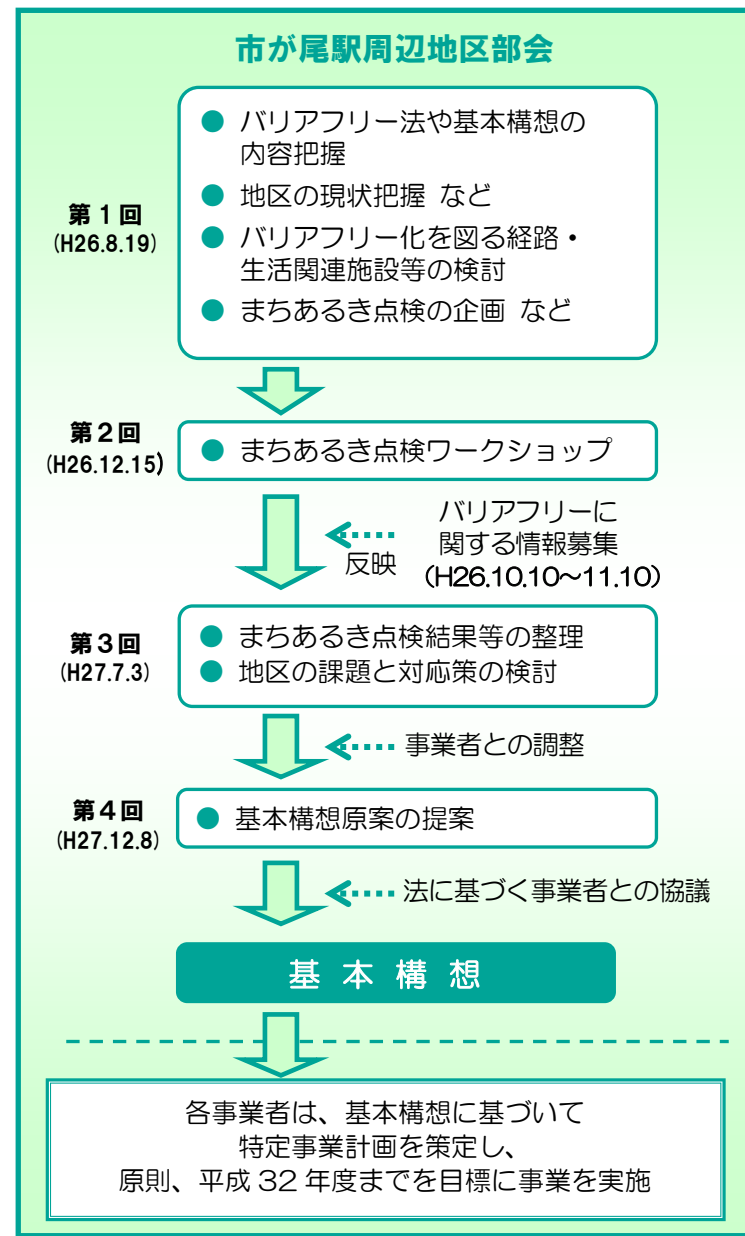 市が尾駅周辺地区部会
第1回
(H26.8.19)
● バリアフリー法や基本構想の
内容把握
● 地区の現状把握 など
● バリアフリー化を図る経路・
生活関連施設等の検討
● まちあるき点検の企画 など
第2回
(H26.12.15)
● まちあるき点検ワークショップ
反映
バリアフリーに
関する情報募集
(H26.10.10～11.10)
第3回
(H27.7.3)
● まちあるき点検結果等の整理
● 地区の課題と対応策の検討
事業者との調整
第4回
(H27.12.8)
● 基本構想原案の提案
法に基づく事業者との協議
基本構想
各事業者は、基本構想に基づいて
特定事業計画を策定し、
原則、平成32年度までを目標に事業を実施